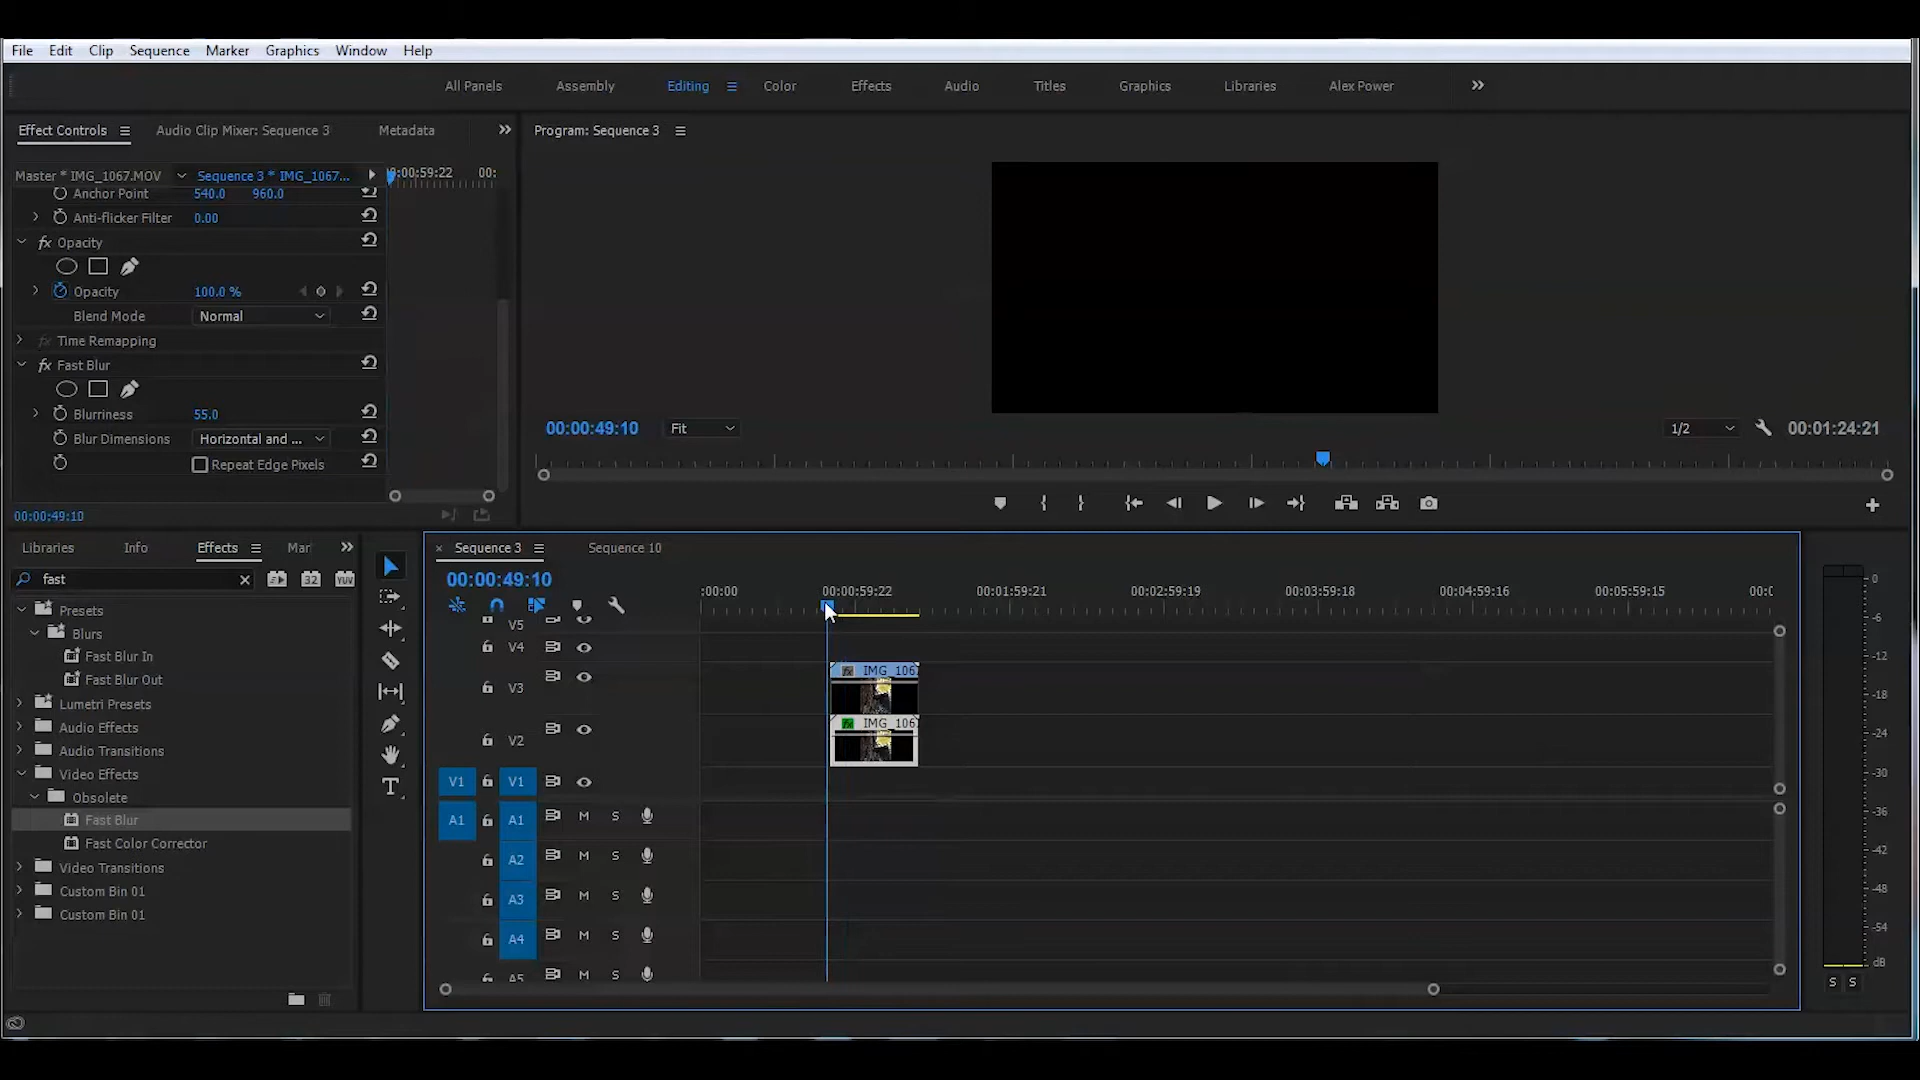 File Edit Clip Sequence Marker Graphics Window Help
All Panels Assembly Editing Color Effects Audio Titles Graphics Libraries Alex Power
Effect Controls Audio Clip Mixer: Sequence 3 Metadata
Program: Sequence 3
Master * IMG_1067.MOV Sequence 3 * IMG_1067...
:00:59:22 00:
Anchor Point 540.0 960.0
Anti-flicker Filter 0.00
fx Opacity
Opacity 100.0 %
Blend Mode Normal
fx Time Remapping
fx Fast Blur
Blurriness 55.0
Blur Dimensions Horizontal and ...
Repeat Edge Pixels
00:00:49:10
00:00:49:10 Fit 1/2 00:01:24:21
Libraries Info Effects Mar
fast
32 YUV
Presets
Blurs
Fast Blur In
Fast Blur Out
Lumetri Presets
Audio Effects
Audio Transitions
Video Effects
Obsolete
Fast Blur
Fast Color Corrector
Video Transitions
Custom Bin 01
Custom Bin 01
T
× Sequence 3 Sequence 10
00:00:49:10
:00:00 00:00:59:22 00:01:59:21 00:02:59:19 00:03:59:18 00:04:59:16 00:05:59:15 00:0
V5
V4
V3
fx IMG_106
V2
fx IMG_106
V1 V1
A1 A1 M S
A2 M S
A3 M S
A4 M S
A5 M S
0
-6
-12
-18
-24
-30
-36
-42
-48
-54
dB
S S